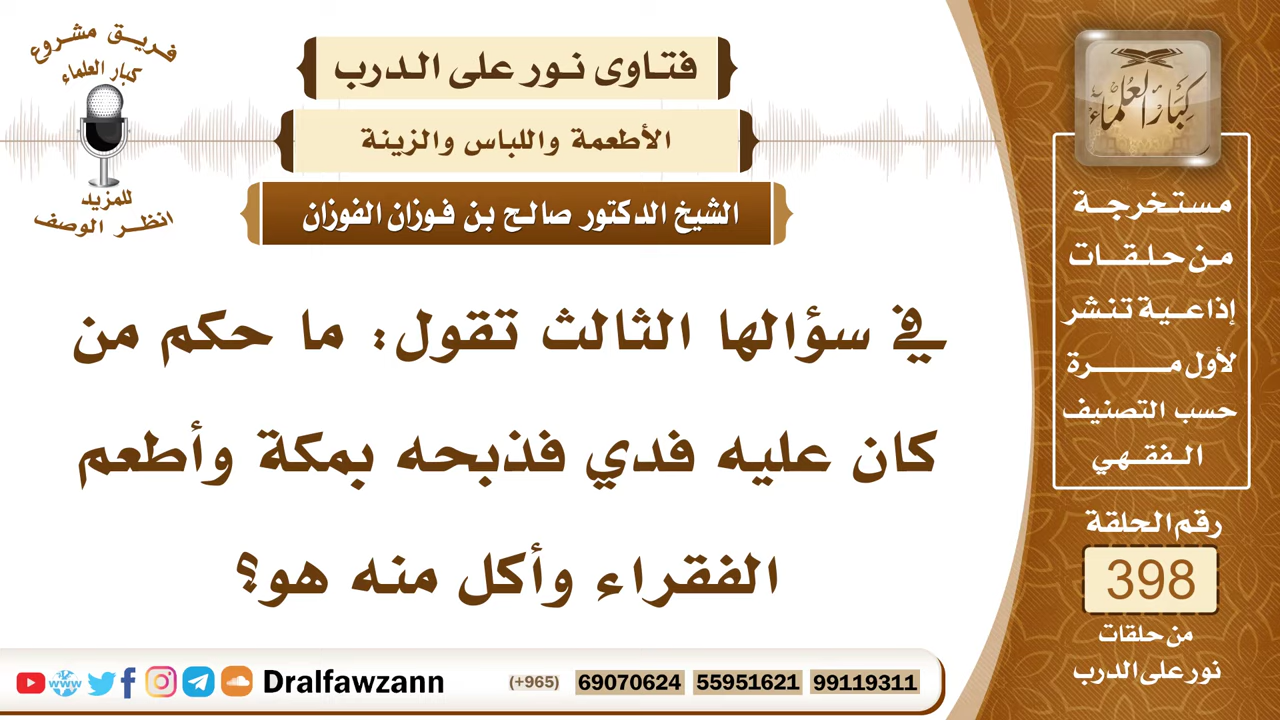 فريق مشروع
كبار العلماء
للمزيد
انظر الوصف
فتاوى نور على الدرب
الأطعمة واللباس والزينة
الشيخ الدكتور صالح بن فوزان الفوزان
في سؤالها الثالث تقول: ما حكم من
كان عليه فدي فذبحه بمكة وأطعم
الفقراء وأكل منه هو؟
كبار العلماء
مستخرجة
من حلقات
إذاعية تنشر
لأول مرة
حسب التصنيف
الفقهي
رقم الحلقة
398
من حلقات
نور على الدرب
www Dralfawzann (+965) 69070624 55951621 99119311